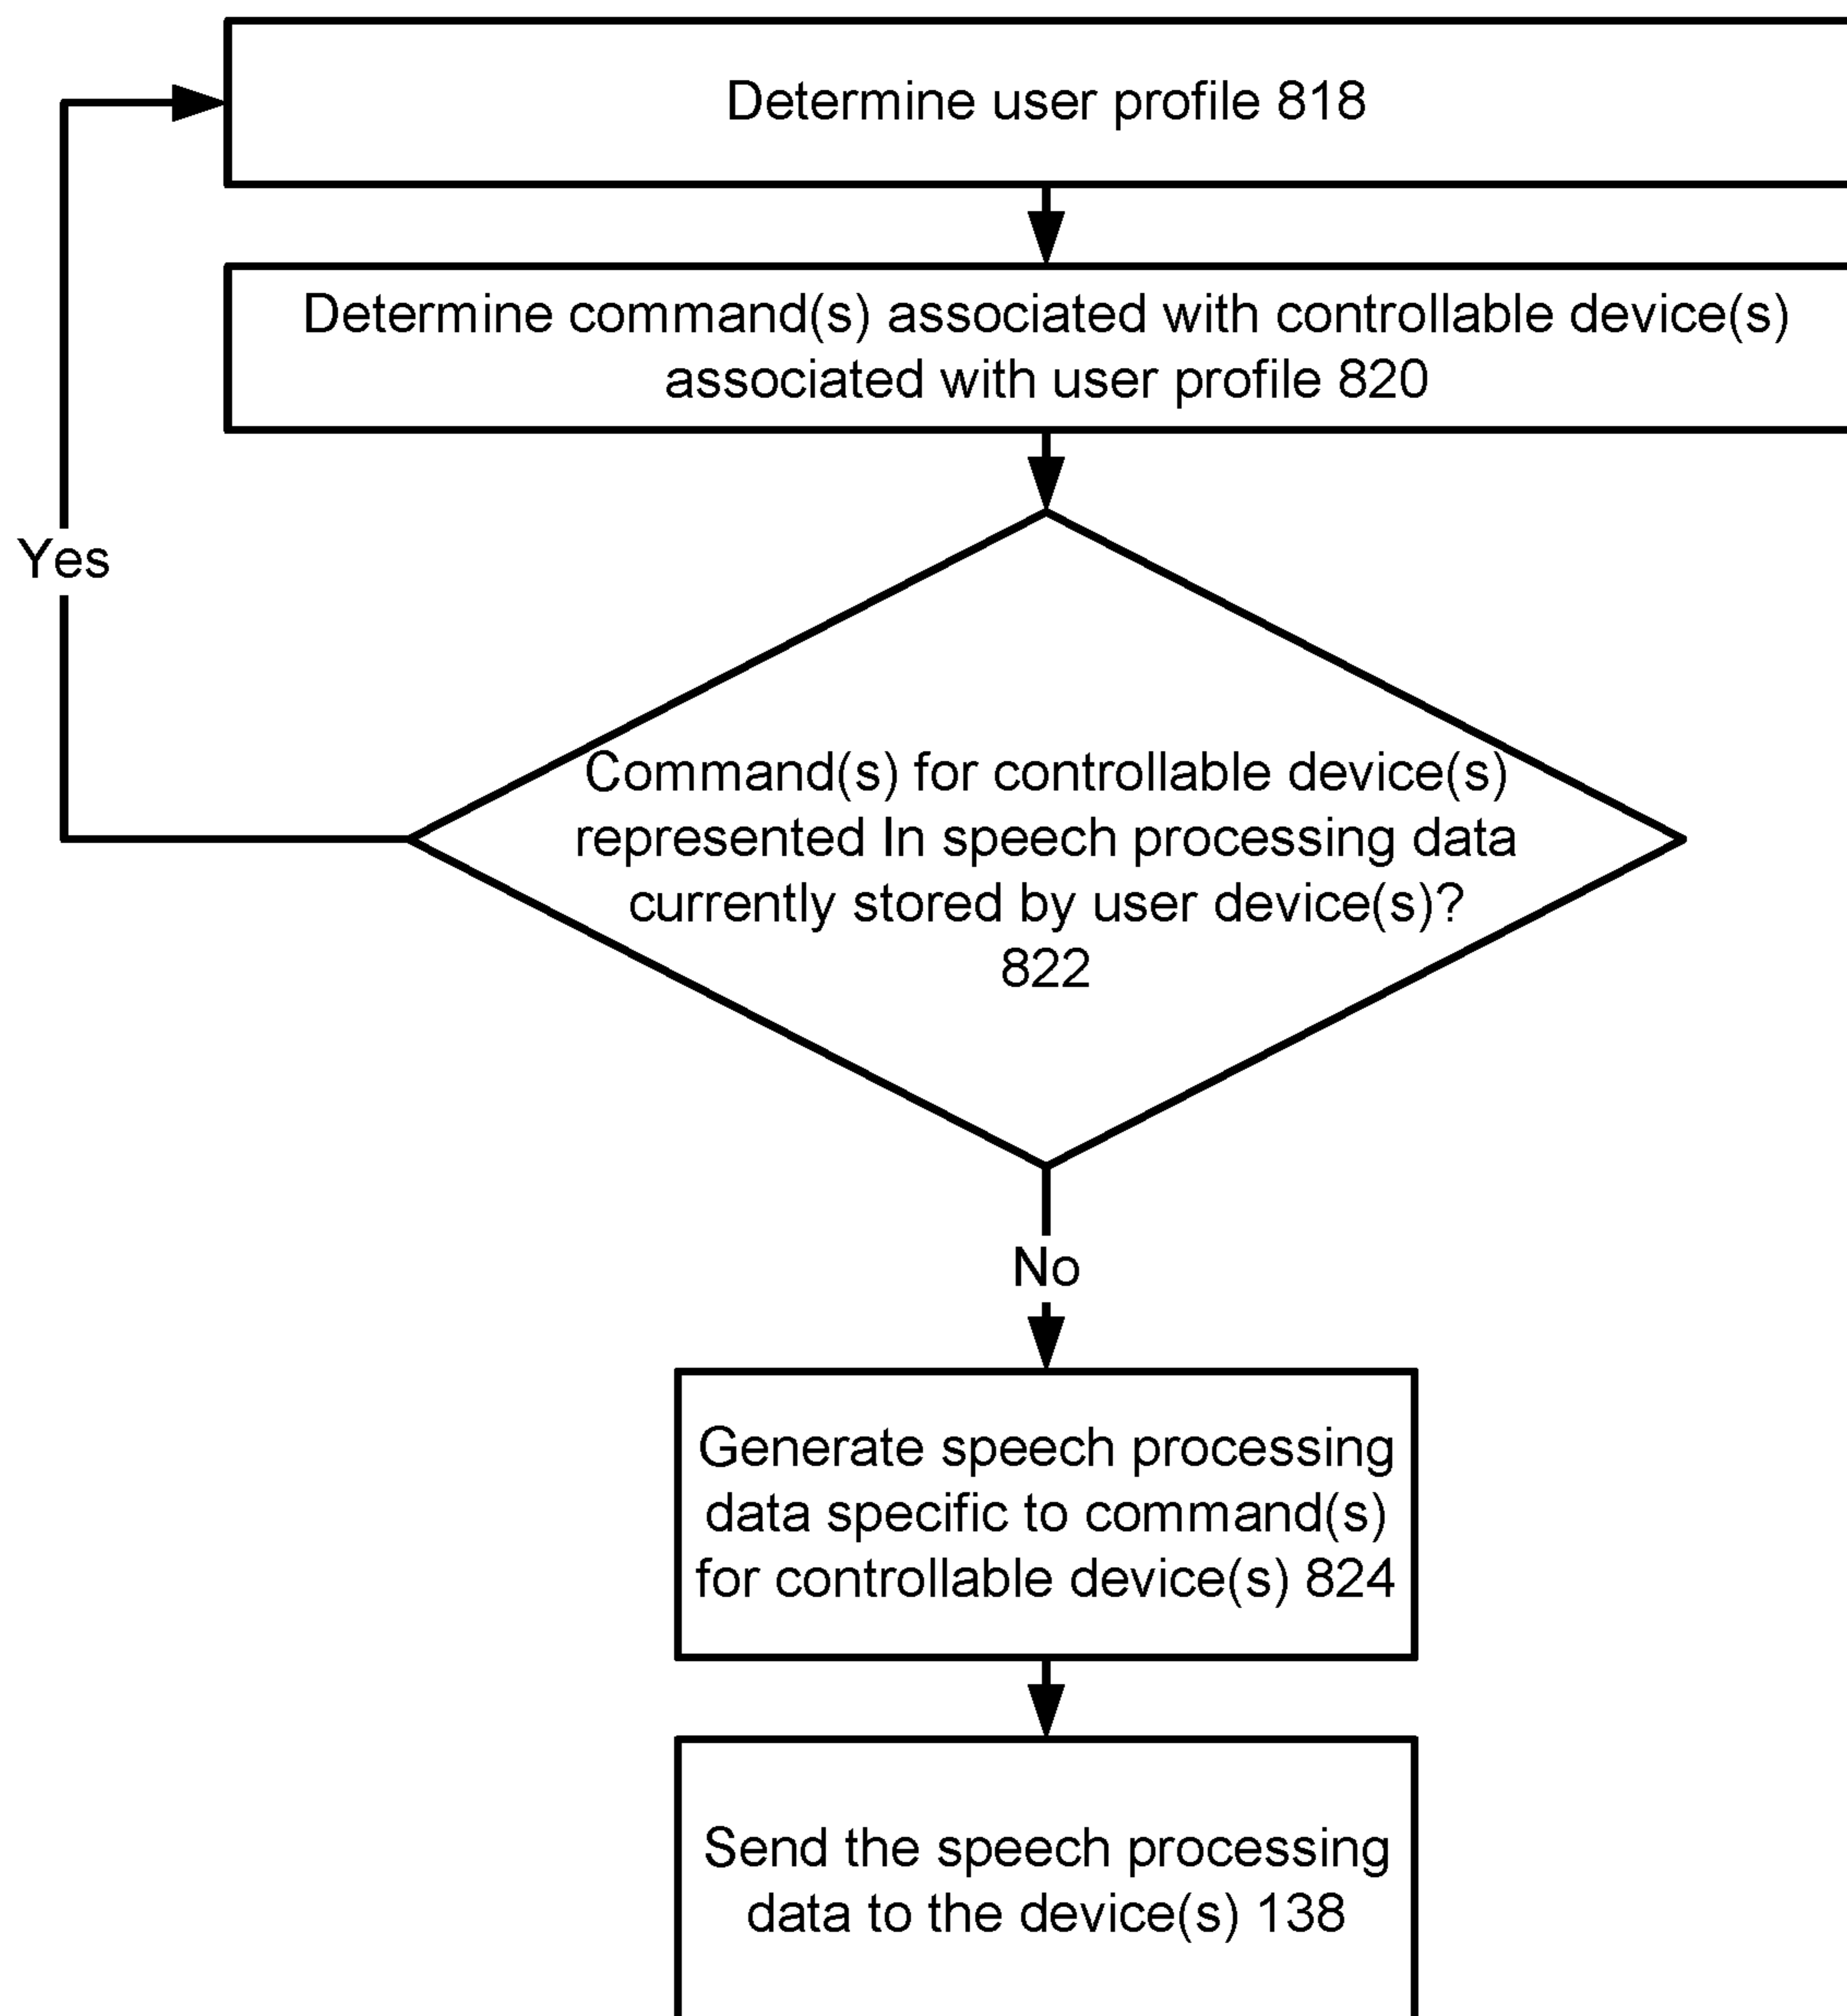 Determine user profile 818
Determine command(s) associated with controllable device(s)
associated with user profile 820
Yes
Command(s) for controllable device(s)
represented In speech processing data
currently stored by user device(s)?
822
No
Generate speech processing
data specific to command(s)
for controllable device(s) 824
Send the speech processing
data to the device(s) 138